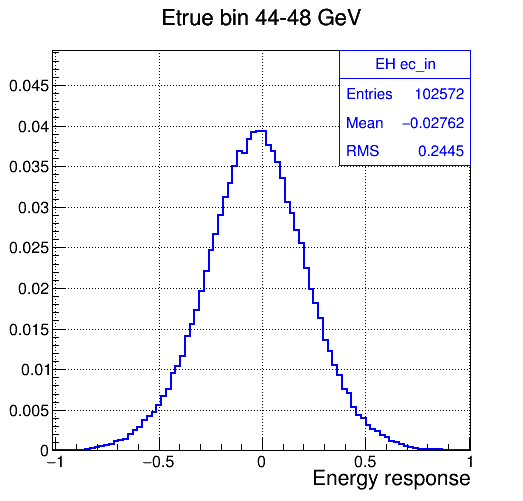 Etrue bin 44-48 GeV
EH ec_in
Entries 102572
Mean −0.02762
RMS 0.2445
0.045
0.04
0.035
0.03
0.025
0.02
0.015
0.01
0.005
0
−1 −0.5 0 0.5 1
Energy response